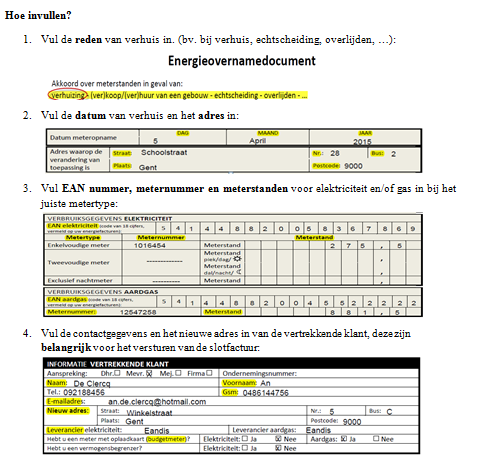 Hoe invullen?
1. Vul de reden van verhuis in. (bv. bij verhuis, echtscheiding, overlijden, …):
Energieovernamedocument
Akkoord over meterstanden in geval van:
verhuizing - (ver)koop/(ver)huur van een gebouw - echtscheiding - overlijden - ...
2. Vul de datum van verhuis en het adres in:
DAG MAAND JAAR
Datum meteropname 5 April 2015
Adres waarop de verandering van toepassing is
Straat: Schoolstraat Nr.: 28 Bus: 2
Plaats: Gent Postcode: 9000
3. Vul EAN nummer, meternummer en meterstanden voor elektriciteit en/of gas in bij het
juiste metertype:
VERBRUIKSGEGEVENS ELEKTRICITEIT
EAN elektriciteit (code van 18 cijfers, vermeld op uw energiefacturen): 5 4 1 4 4 8 8 2 0 0 5 8 3 6 7 8 6 9
Metertype Meternummer Meterstand
Enkelvoudige meter 1016454 Meterstand 2 7 5 , 5
Tweevoudige meter ------------- Meterstand piek/dag/ ,
Meterstand dal/nacht/ ,
Exclusief nachtmeter ------------- Meterstand ,
VERBRUIKSGEGEVENS AARDGAS
EAN aardgas (code van 18 cijfers, vermeld op uw energiefacturen): 5 4 1 4 4 8 8 2 0 0 4 5 5 2 2 2 2 2
Meternummer: 12547258 Meterstand 8 8 1 , 5
4. Vul de contactgegevens en het nieuwe adres in van de vertrekkende klant, deze zijn
belangrijk voor het versturen van de slotfactuur:
INFORMATIE VERTREKKENDE KLANT
Aanspreking: Dhr. Mevr. Mej. Firma Ondernemingsnummer:
Naam: De Clercq Voornaam: An
Tel.: 092188456 Gsm: 0486144756
E-mailadres: an.de.clercq@hotmail.com
Nieuw adres: Straat: Winkelstraat Nr.: 5 Bus: C
Plaats: Gent Postcode: 9000
Leverancier elektriciteit: Eandis Leverancier aardgas: Eandis
Hebt u een meter met oplaadkaart (budgetmeter)? Elektriciteit: Ja Nee Aardgas: Ja Nee
Hebt u een vermogensbegrenzer? Elektriciteit: Ja Nee